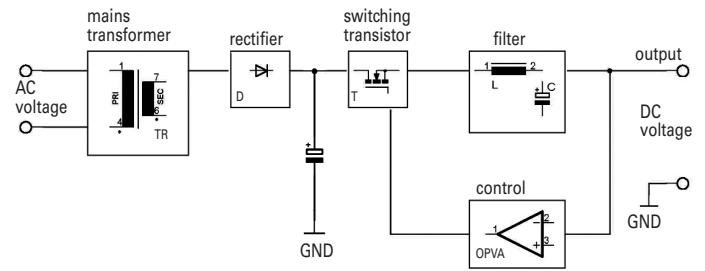 mains
transformer
rectifier
switching
transistor
filter
output
AC
voltage
1
4
PRI
7
6
SEC
TR
D
+
T
1
2
L
+
C
DC
voltage
+
GND
control
1
2
3
-
+
OPVA
GND